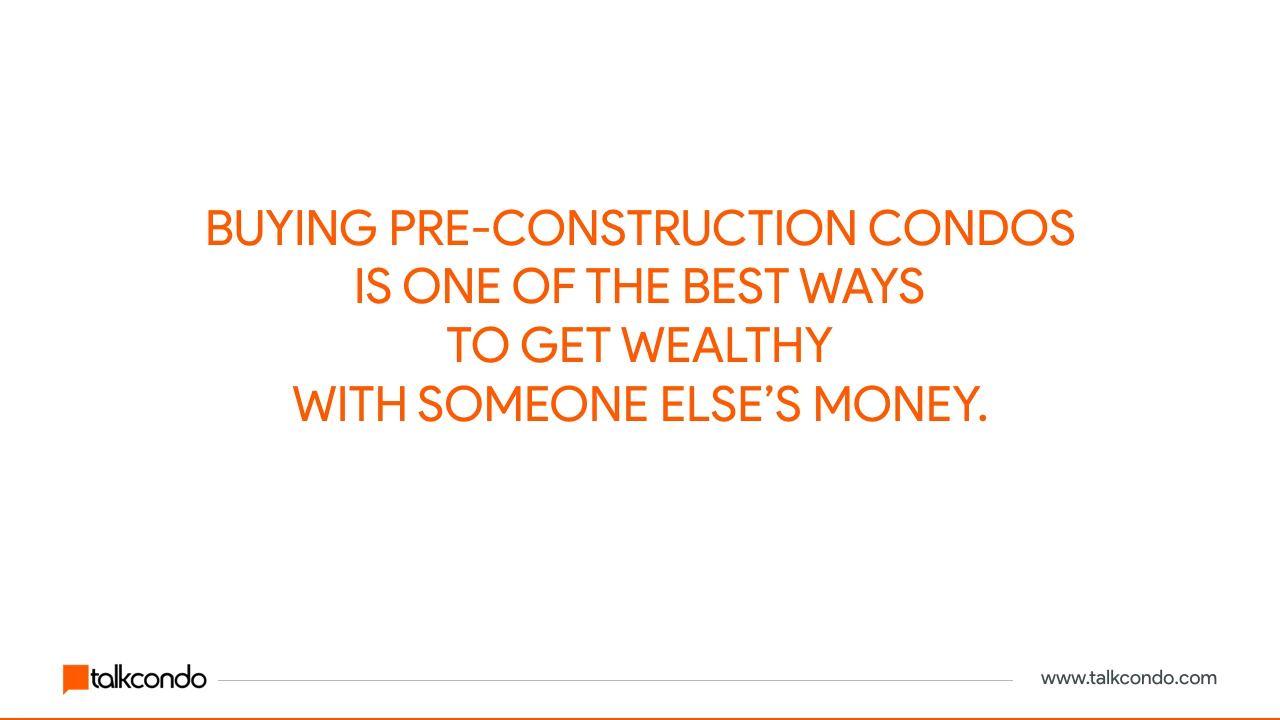 BUYING PRE-CONSTRUCTION CONDOS
IS ONE OF THE BEST WAYS
TO GET WEALTHY
WITH SOMEONE ELSE’S MONEY.
talkcondo
www.talkcondo.com